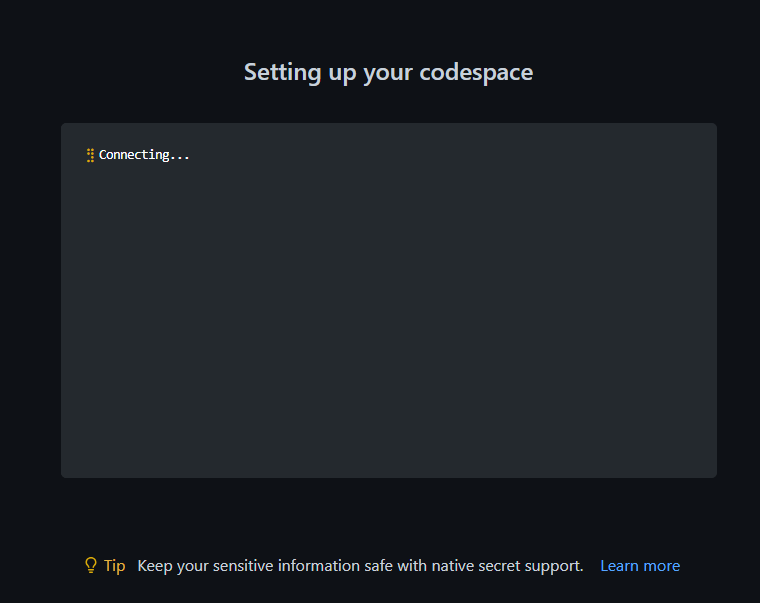 Setting up your codespace
Connecting...
Tip Keep your sensitive information safe with native secret support. Learn more